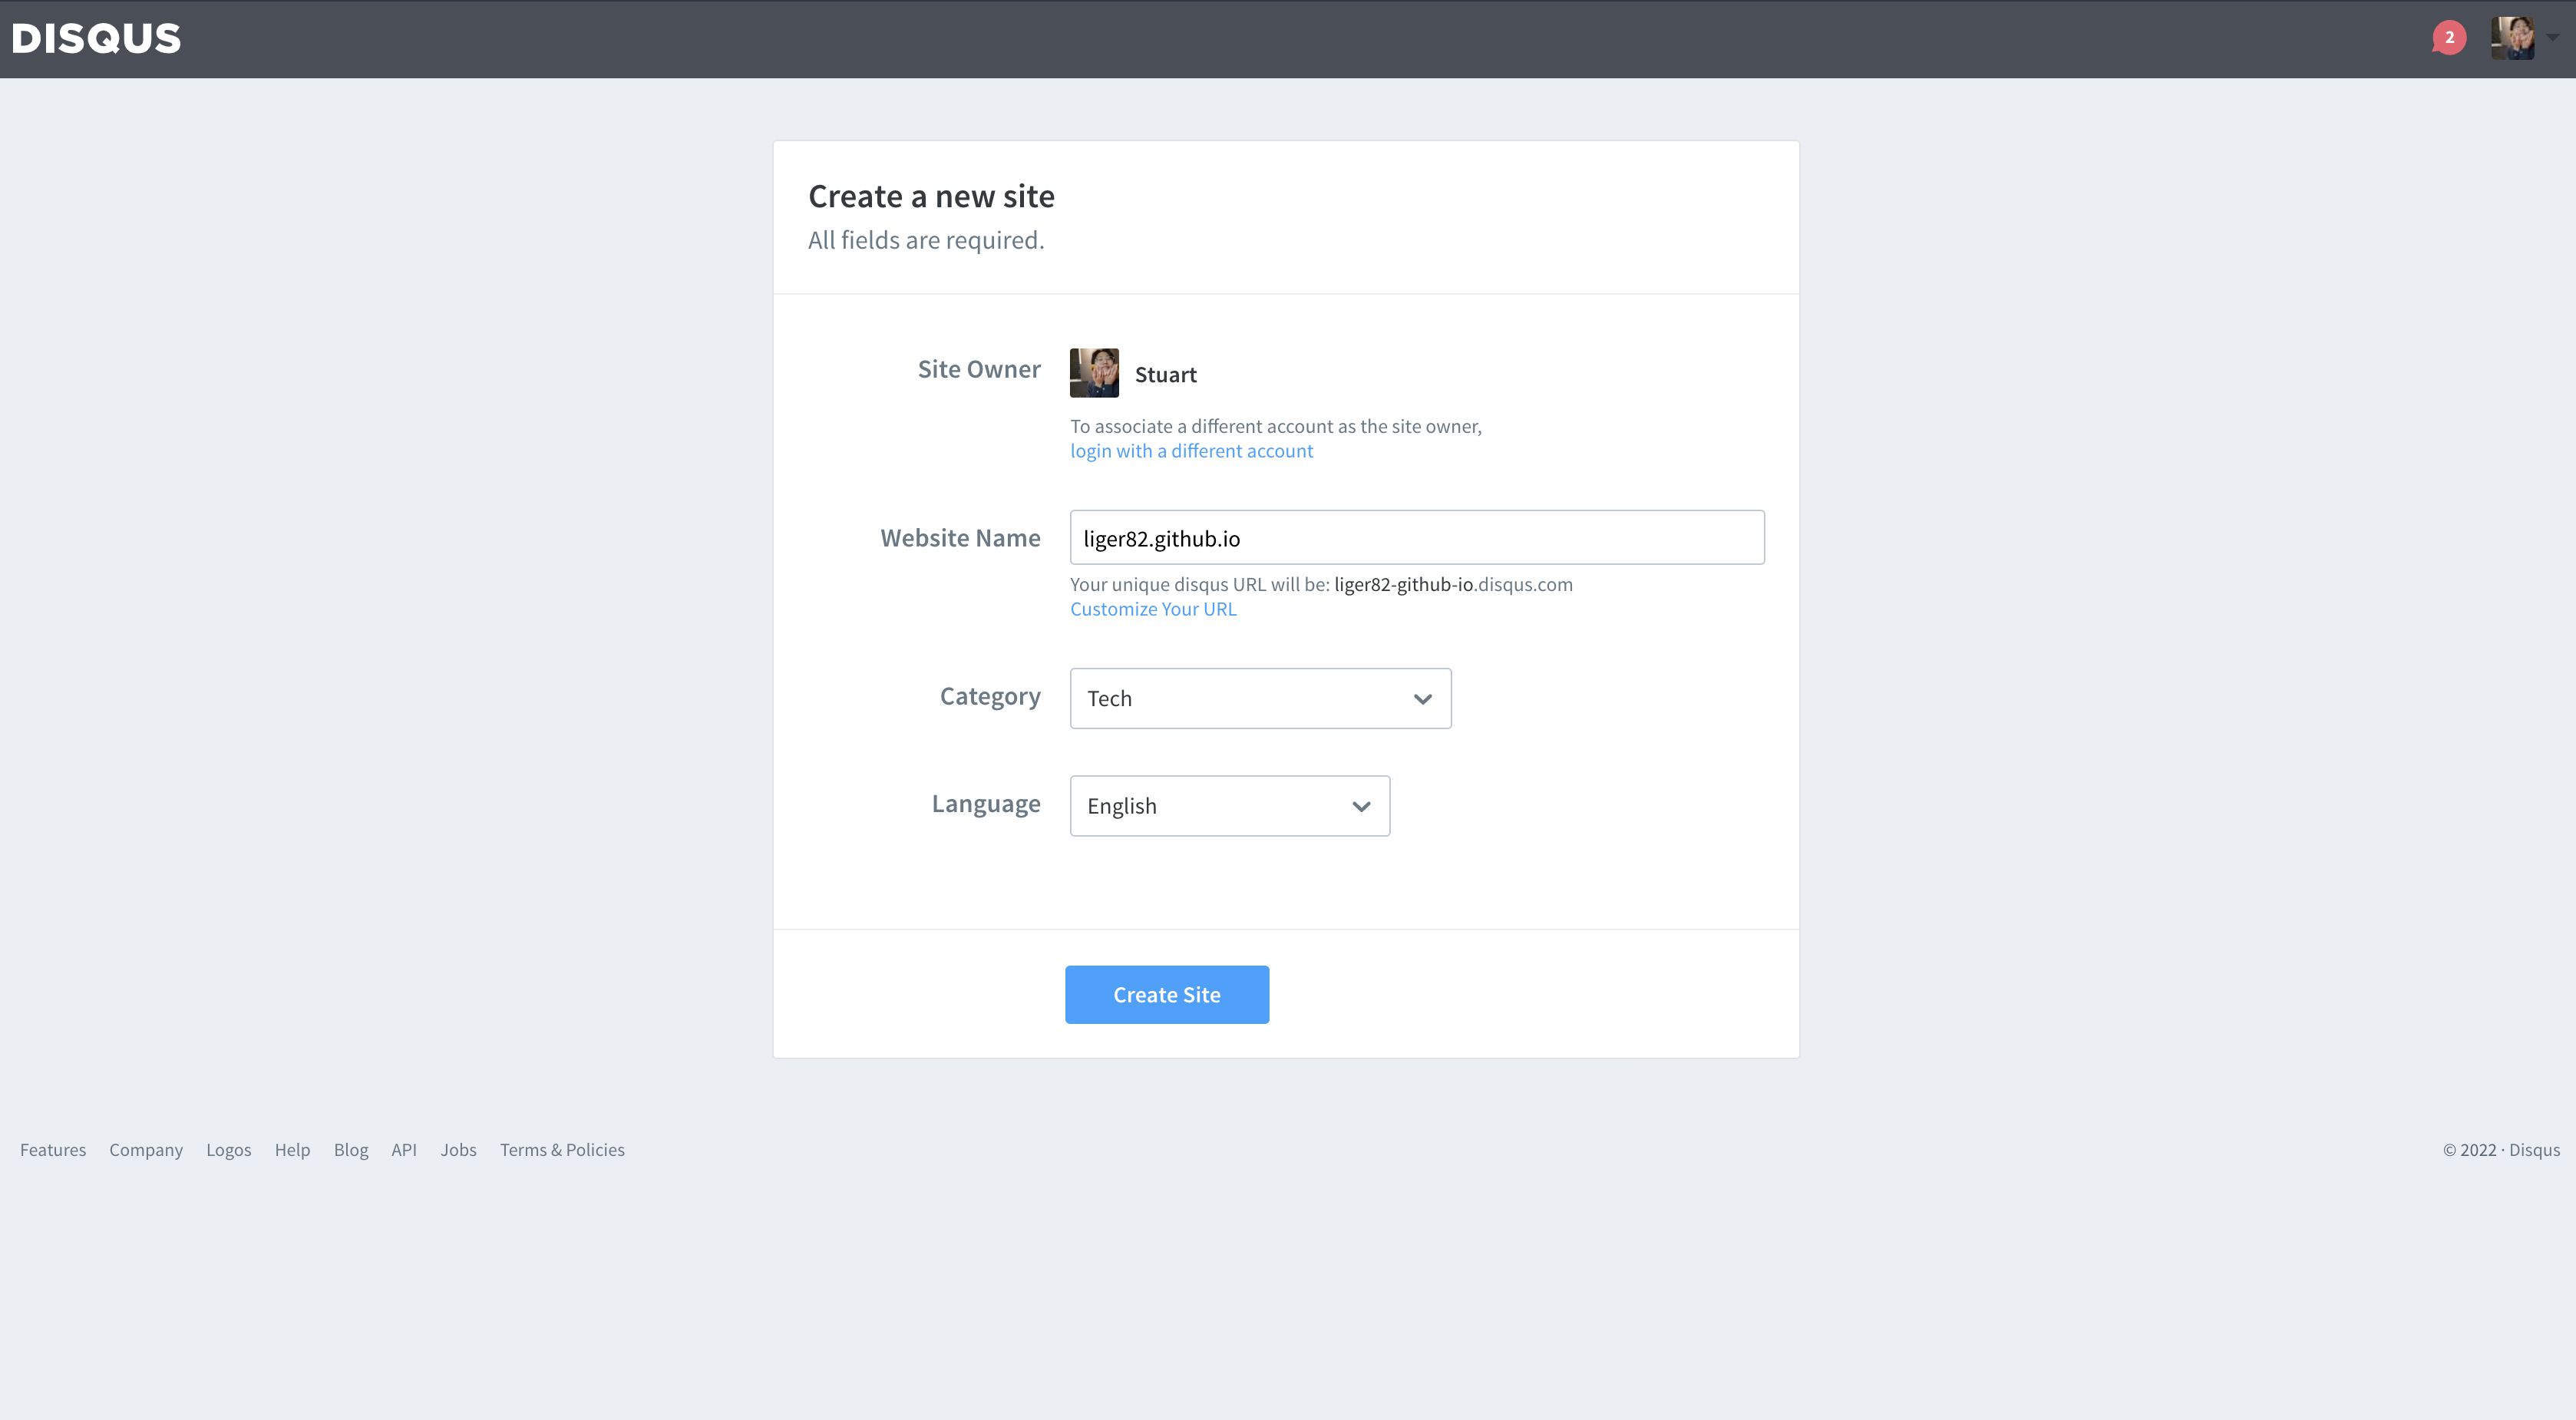 DISQUS
2
Create a new site
All fields are required.
Site Owner
Stuart
To associate a different account as the site owner,
login with a different account
Website Name
liger82.github.io
Your unique disqus URL will be: liger82-github-io.disqus.com
Customize Your URL
Category
Tech
Language
English
Create Site
Features Company Logos Help Blog API Jobs Terms & Policies
© 2022 · Disqus